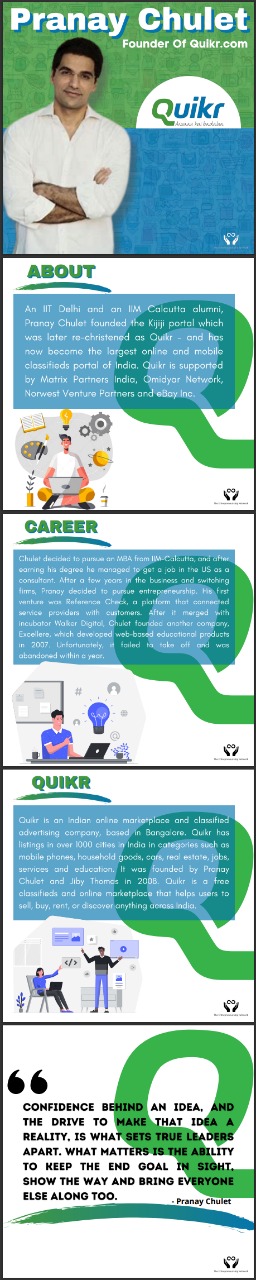 Pranay Chulet
Founder Of Quikr.com
Quikr
ABOUT
An IIT Delhi and an IIM Calcutta alumni,
Pranay Chulet founded the Kijiji portal which
was later re-christened as Quikr - and has
now become the largest online and mobile
classifieds portal of India. Quikr is supported
by Matrix Partners India, Omidyar Network,
Norwest Venture Partners and eBay Inc.
CAREER
Chulet decided to pursue an MBA from IIM-Calcutta, and after
earning his degree he managed to get a job in the US as a
consultant. After a few years in the business and switching
firms, Pranay decided to pursue entrepreneurship. His first
venture was Reference Check, a platform that connected
service providers with customers. After it merged with
incubator Walker Digital, Chulet founded another company,
Excellere, which developed web-based educational products
in 2007. Unfortunately, it failed to take off and was
abandoned within a year.
QUIKR
Quikr is an Indian online marketplace and classified
advertising company, based in Bangalore. Quikr has
listings in over 1000 cities in India in categories such as
mobile phones, household goods, cars, real estate, jobs,
services and education. It was founded by Pranay
Chulet and Jiby Thomas in 2008. Quikr is a free
classifieds and online marketplace that helps users to
sell, buy, rent, or discover anything across India.
CONFIDENCE BEHIND AN IDEA, AND
THE DRIVE TO MAKE THAT IDEA A
REALITY, IS WHAT SETS TRUE LEADERS
APART. WHAT MATTERS IS THE ABILITY
TO KEEP THE END GOAL IN SIGHT,
SHOW THE WAY AND BRING EVERYONE
ELSE ALONG TOO.
- Pranay Chulet